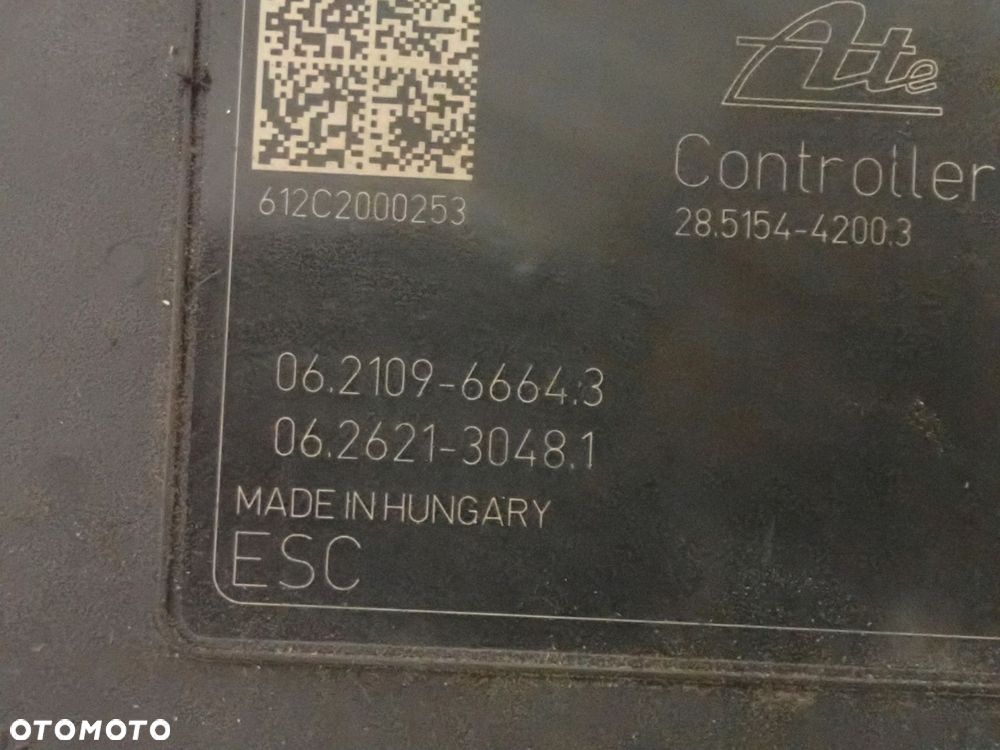 Ate
Controller
28.5154-4200.3
612C2000253
06.2109-6664.3
06.2621-3048.1
MADE IN HUNGARY
ESC
OTOMOTO